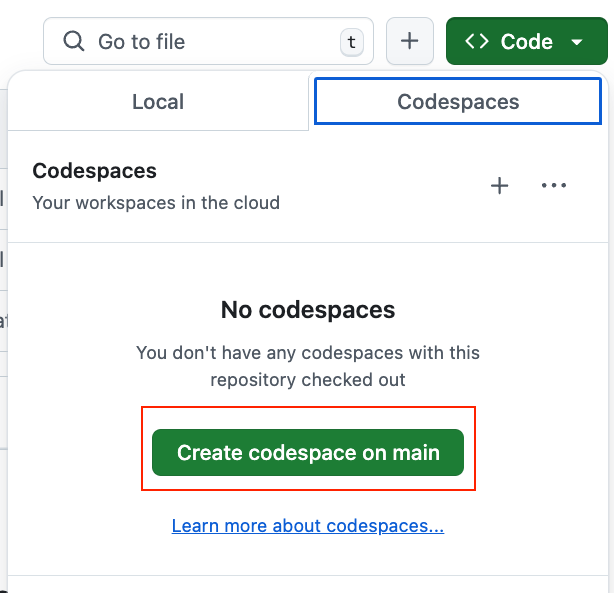 Go to file
t
Code
Local
Codespaces
Codespaces
Your workspaces in the cloud
No codespaces
You don't have any codespaces with this
repository checked out
Create codespace on main
Learn more about codespaces...